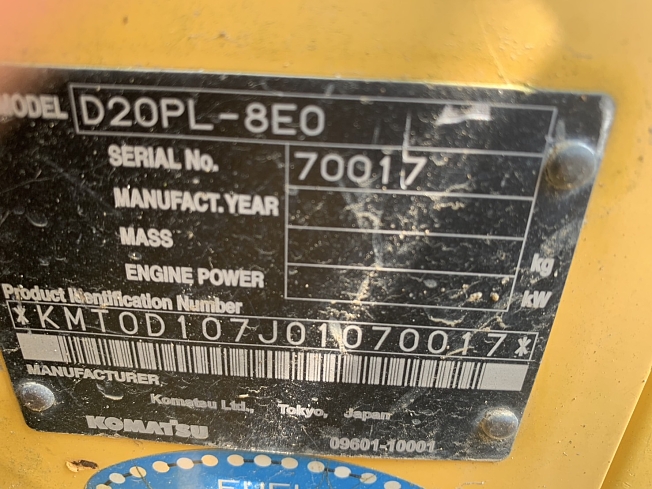 MODEL D20PL-8E0
SERIAL No. 70017
MANUFACT. YEAR
MASS kg
ENGINE POWER kW
Product Identification Number
*KMT0D107J01070017*
MANUFACTURER
Komatsu Ltd., Tokyo, Japan
KOMATSU
09601-10001
FUEL